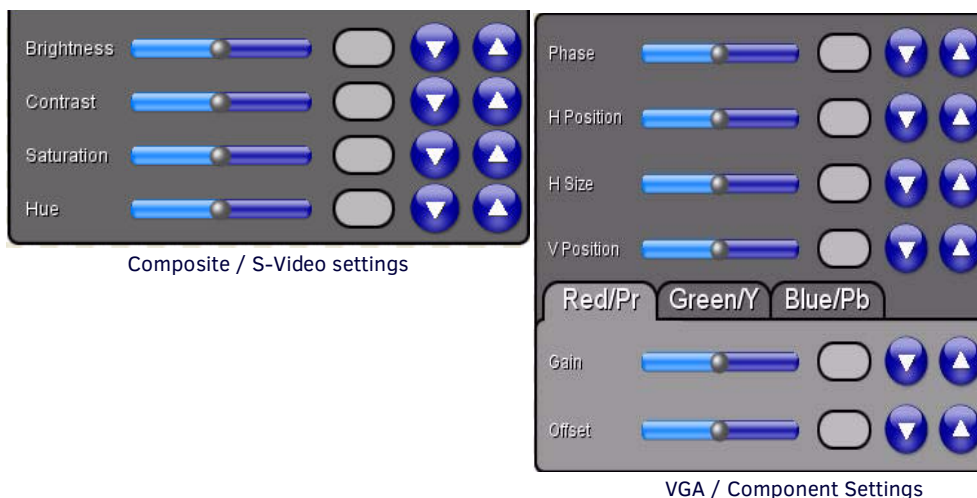 Brightness
Contrast
Saturation
Hue
Composite / S-Video settings
Phase
H Position
H Size
V Position
Red/Pr Green/Y Blue/Pb
Gain
Offset
VGA / Component Settings